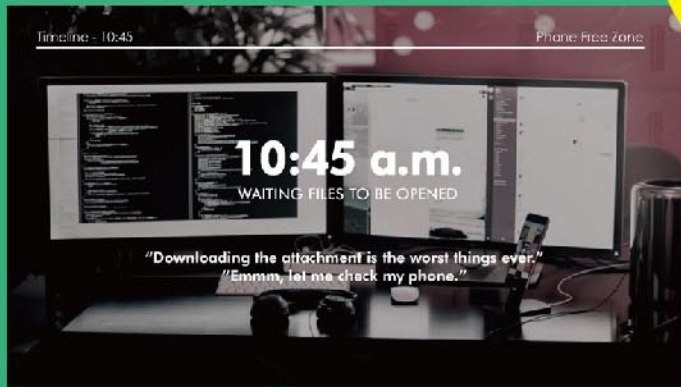 Timeline - 10:45
Phone Free Zone
10:45 a.m.
WAITING FILES TO BE OPENED
"Downloading the attachment is the worst things ever."
"Emmm, let me check my phone."